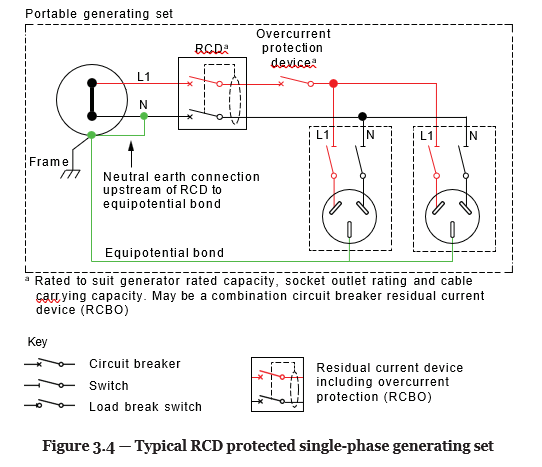 Portable generating set
Overcurrent
protection
deviceᵃ
RCDᵃ
L1
N
L1
N
L1
N
Frame
Neutral earth connection
upstream of RCD to
equipotential bond
Equipotential bond
ᵃ Rated to suit generator rated capacity, socket outlet rating and cable
carrying capacity. May be a combination circuit breaker residual current
device (RCBO)
Key
Circuit breaker
Switch
Load break switch
Residual current device
including overcurrent
protection (RCBO)
Figure 3.4 — Typical RCD protected single-phase generating set